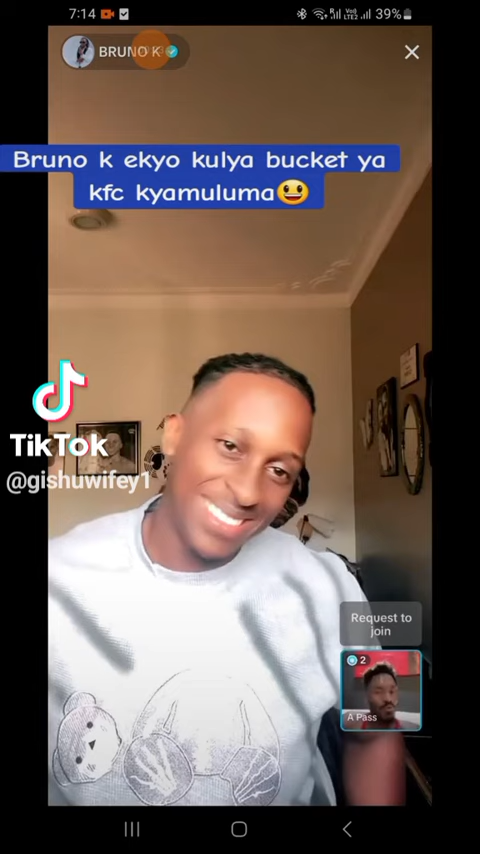 7:14 39%
BRUNO K
Bruno k ekyo kulya bucket ya
kfc kyamuluma😃
TikTok
@gishuwifey1
Request to
join
2
A Pass